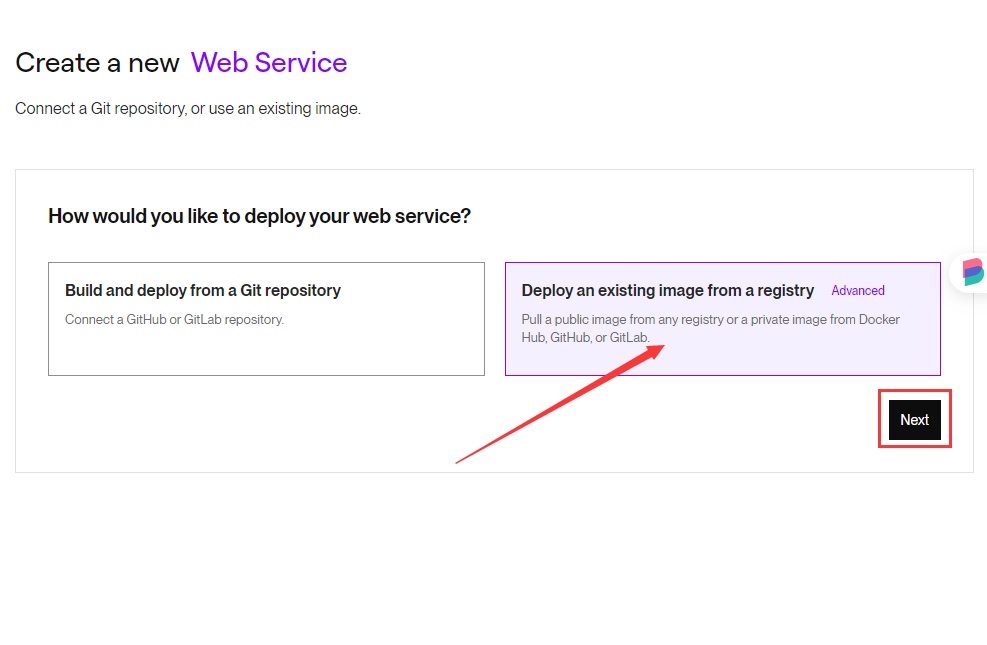 Create a new Web Service
Connect a Git repository, or use an existing image.
How would you like to deploy your web service?
Build and deploy from a Git repository
Connect a GitHub or GitLab repository.
Deploy an existing image from a registry Advanced
Pull a public image from any registry or a private image from Docker
Hub, GitHub, or GitLab.
Next